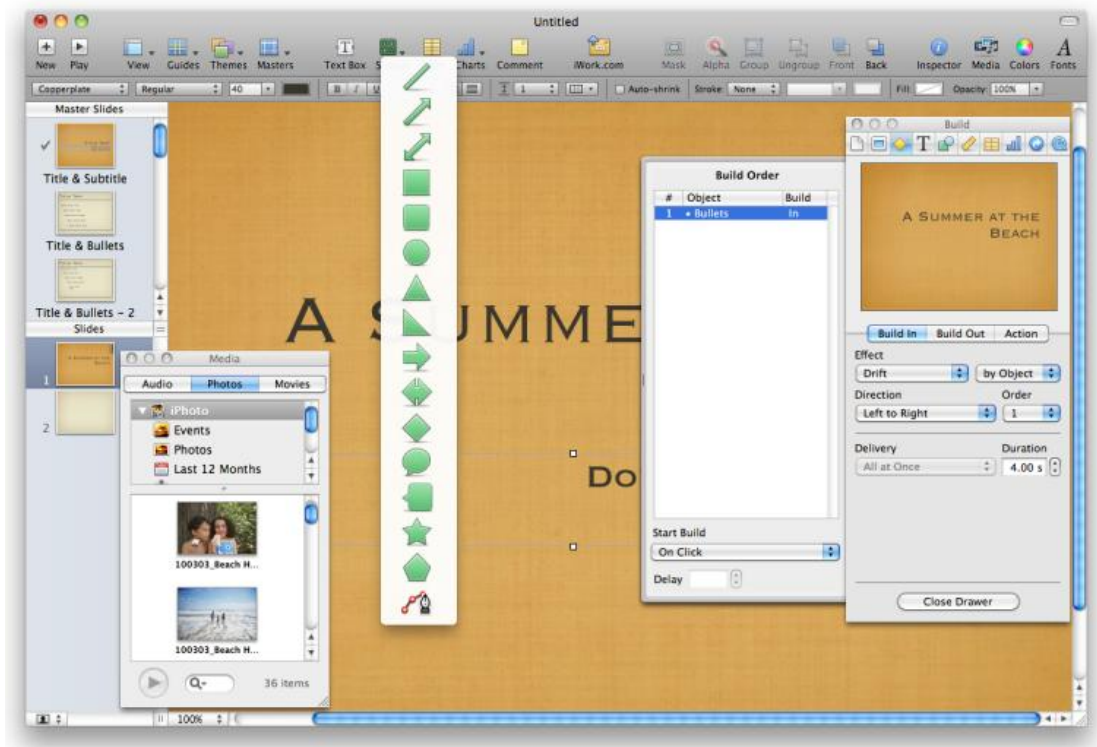 Untitled
New Play View Guides Themes Masters Text Box S Charts Comment iWork.com Mask Alpha Group Ungroup Front Back Inspector Media Colors Fonts
Copperplate Regular 40 B I U 1 Auto-shrink Stroke: None Fill: Opacity: 100%
Master Slides
Title & Subtitle
Title & Bullets
Title & Bullets - 2
Slides
1
2
A SUMME
Do
Media
Audio Photos Movies
iPhoto
Events
Photos
Last 12 Months
100303_Beach H...
100303_Beach H...
36 items
Build Order
# Object Build
1 • Bullets In
Start Build
On Click
Delay
Build
A SUMMER AT THE
BEACH
Build In Build Out Action
Effect
Drift by Object
Direction Order
Left to Right 1
Delivery Duration
All at Once 4.00 s
Close Drawer
100%